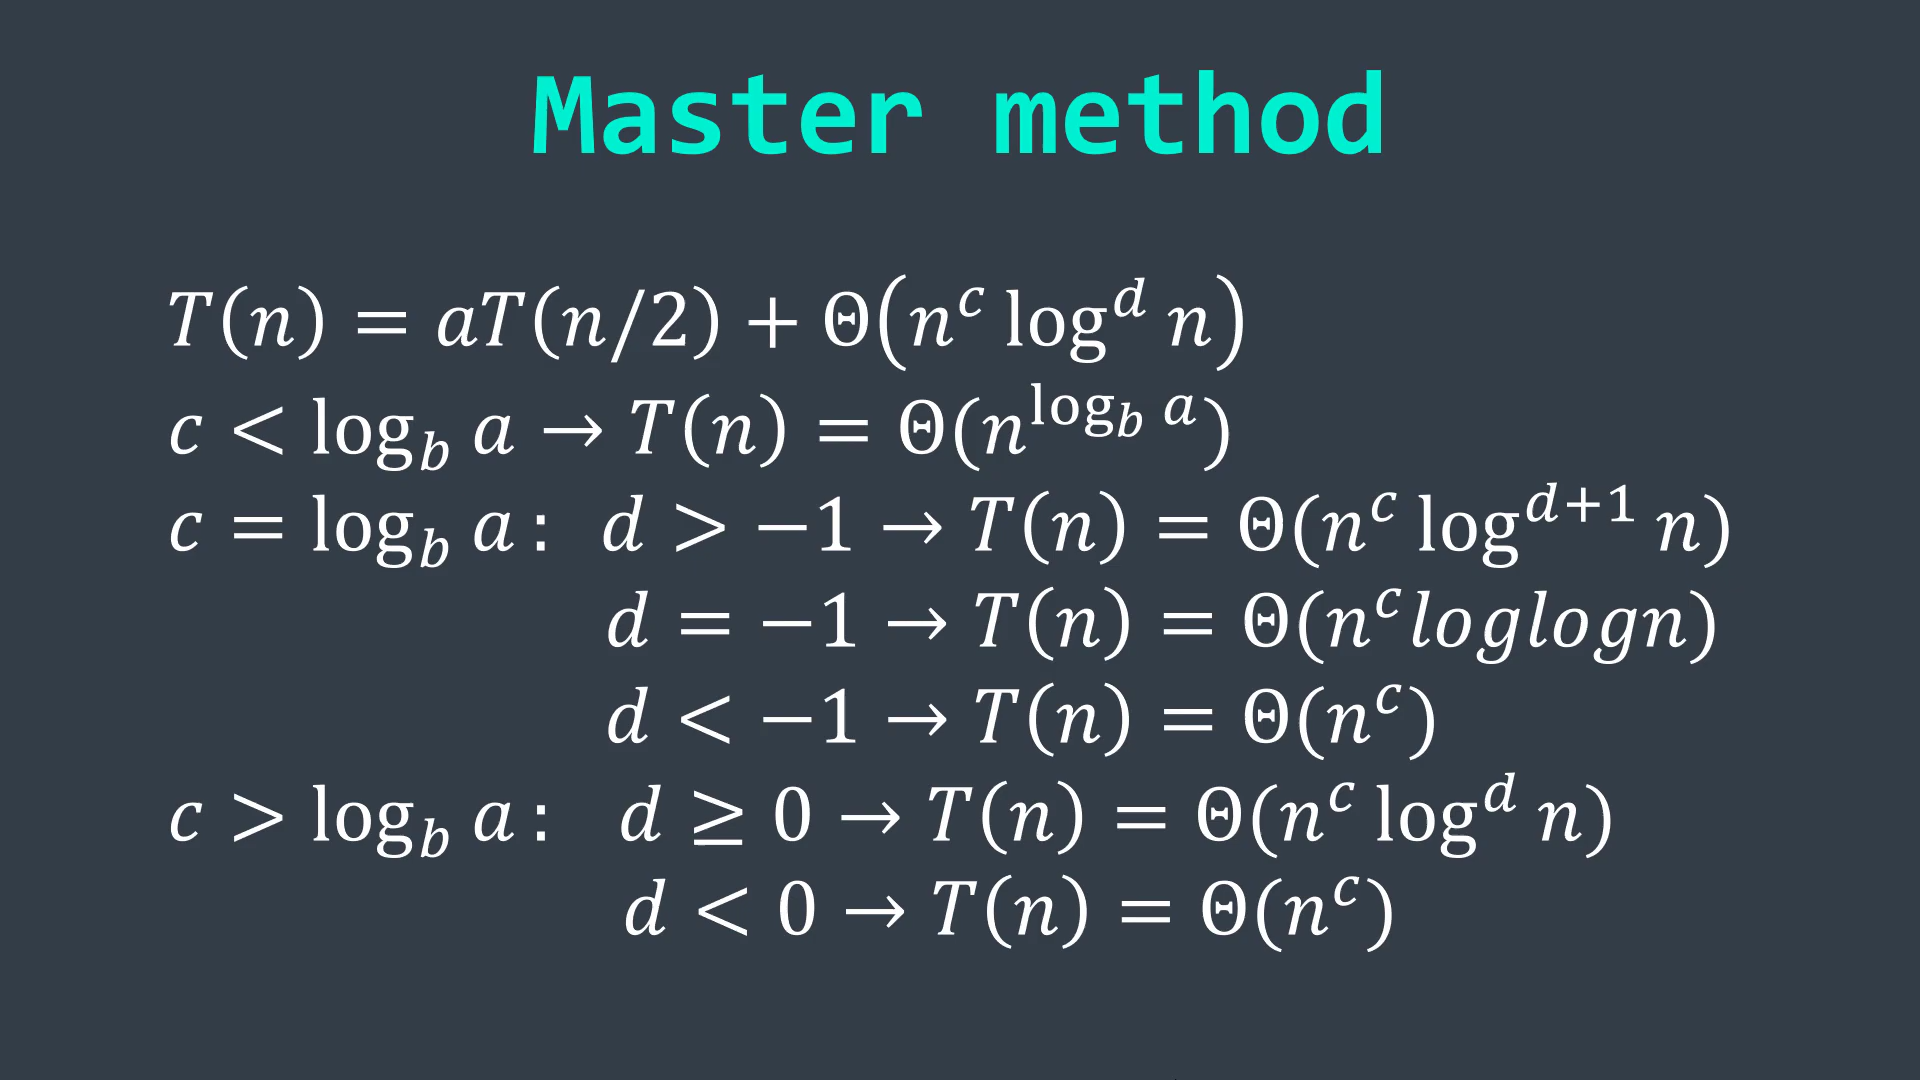 Master method
T(n) = aT(n/2) + Θ(n^c log^d n)
c < log_b a → T(n) = Θ(n^{log_b a})
c = log_b a : d > −1 → T(n) = Θ(n^c log^{d+1} n)
d = −1 → T(n) = Θ(n^c loglogn)
d < −1 → T(n) = Θ(n^c)
c > log_b a : d ≥ 0 → T(n) = Θ(n^c log^d n)
d < 0 → T(n) = Θ(n^c)